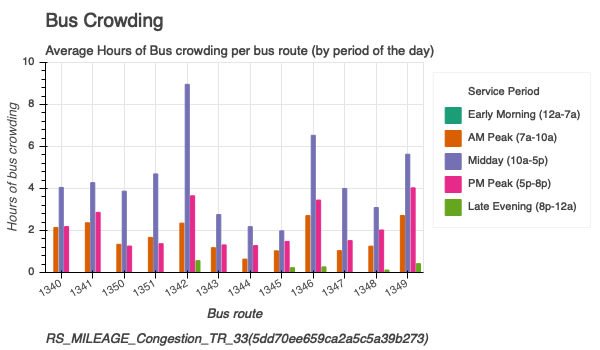 Bus Crowding
Average Hours of Bus crowding per bus route (by period of the day)
Hours of bus crowding
10
8
6
4
2
0
1340 1341 1350 1351 1342 1343 1344 1345 1346 1347 1348 1349
Bus route
Service Period
Early Morning (12a-7a)
AM Peak (7a-10a)
Midday (10a-5p)
PM Peak (5p-8p)
Late Evening (8p-12a)
RS_MILEAGE_Congestion_TR_33(5dd70ee659ca2a5c5a39b273)